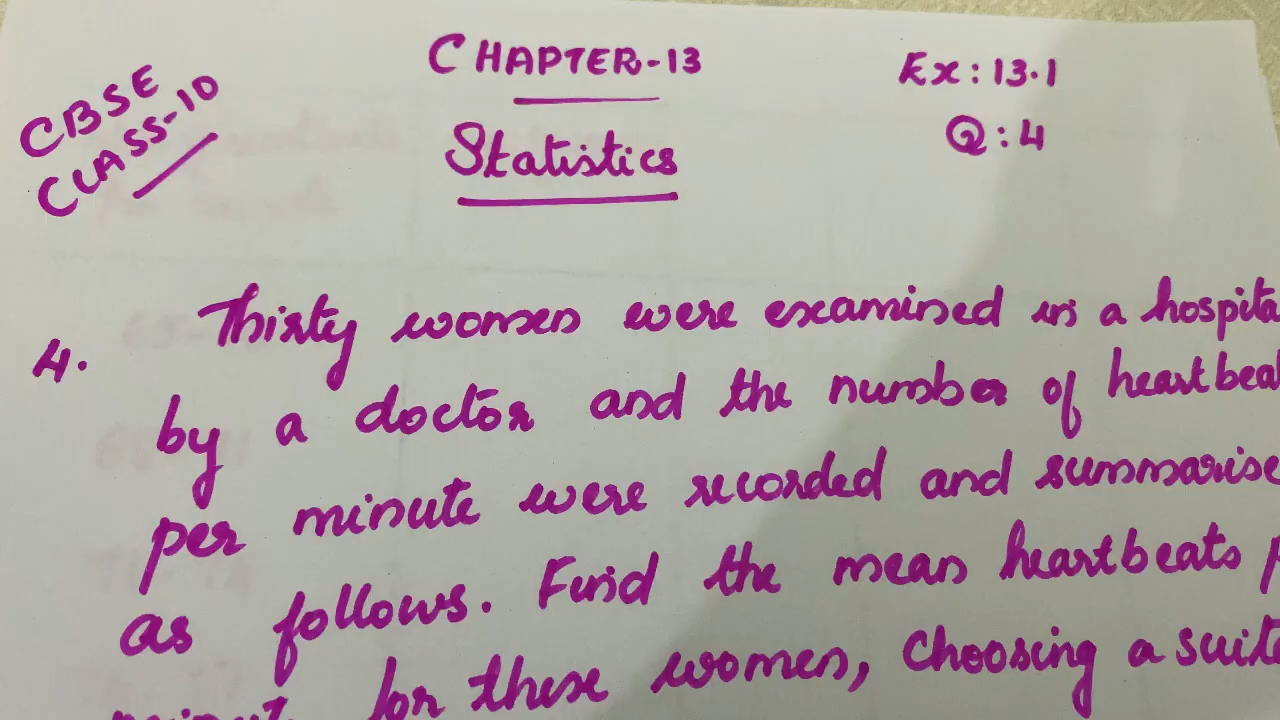 CBSE
CLASS-10
CHAPTER-13
Statistics
Ex: 13.1
Q: 4
4. Thirty women were examined in a hospita
by a doctor and the number of heartbeat
per minute were recorded and summarise
as follows. Find the mean heartbeats p
for these women, choosing a suit